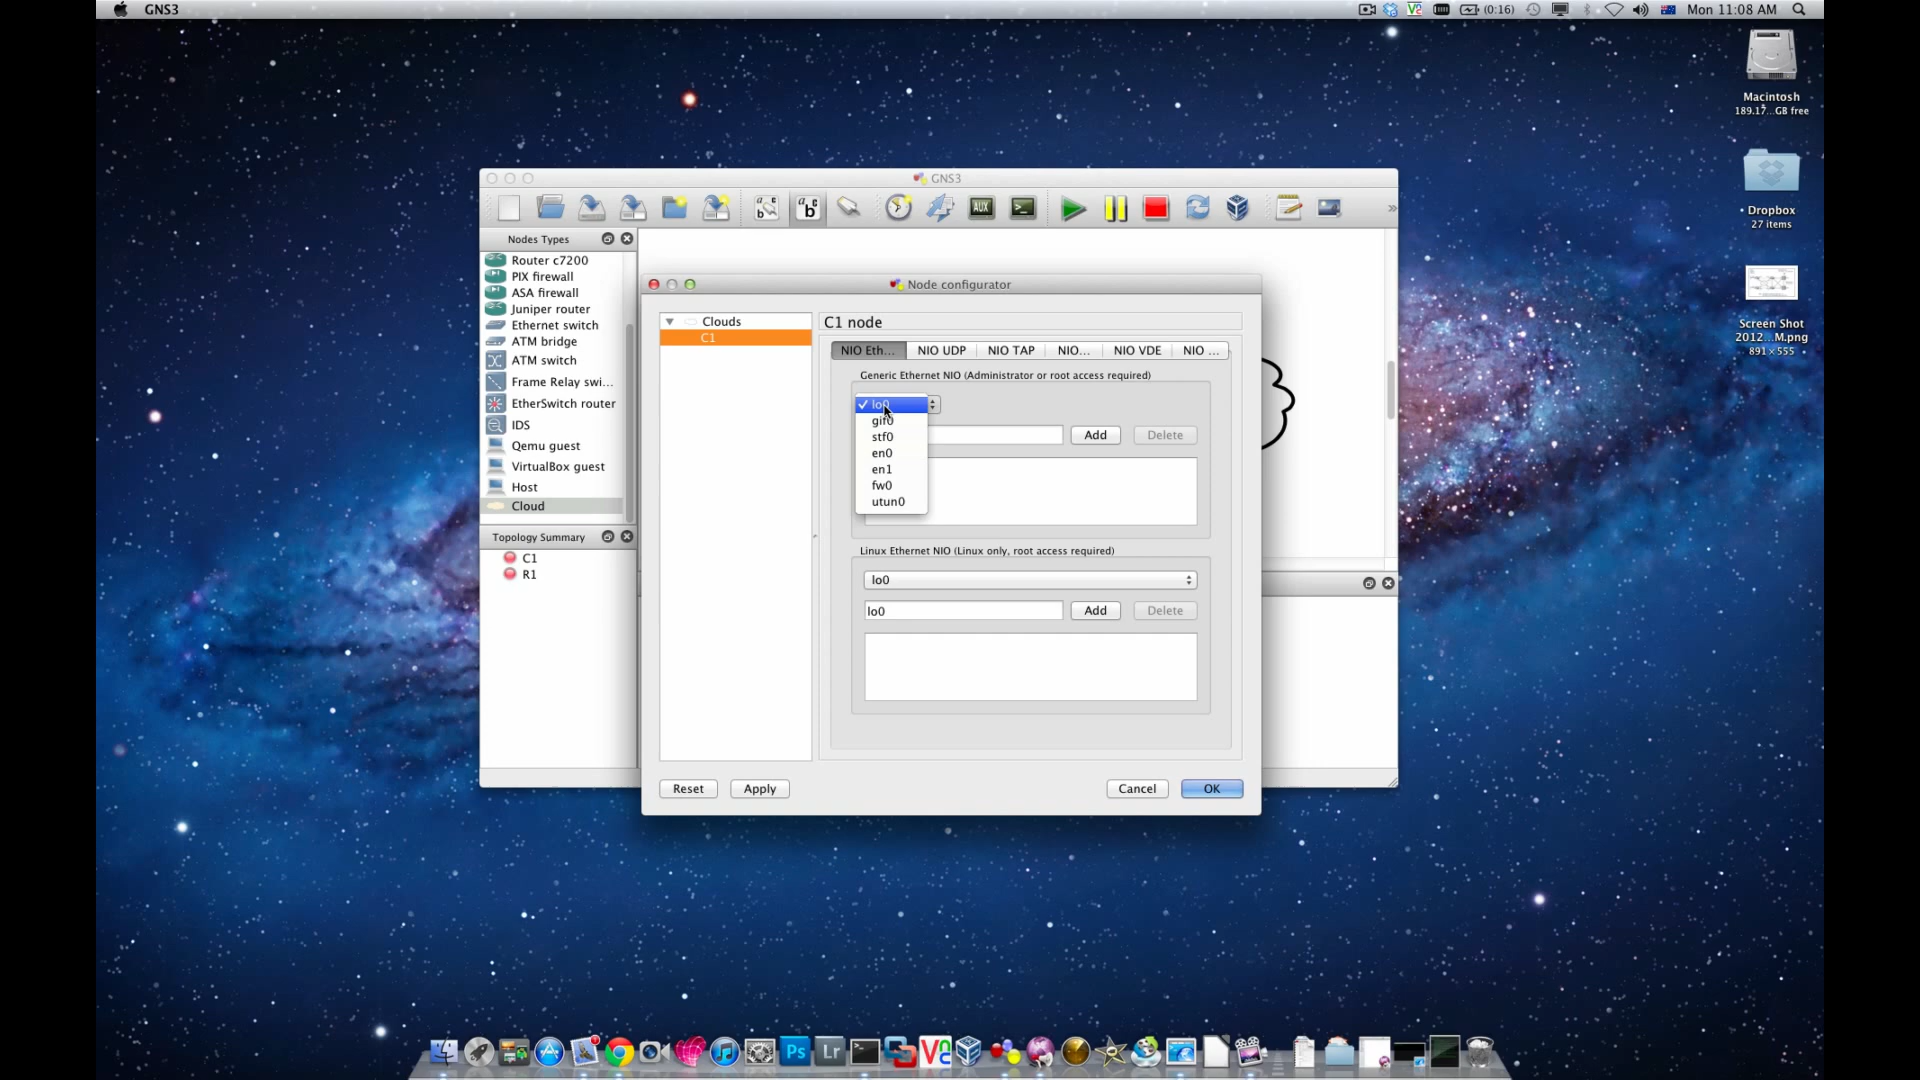 GNS3
(0:16)
Mon 11:08 AM
Macintosh
189.17...GB free
Dropbox
27 items
Screen Shot
2012...M.png
891×555
GNS3
AUX
Nodes Types
Router c7200
PIX firewall
ASA firewall
Juniper router
Ethernet switch
ATM bridge
ATM switch
Frame Relay swi...
EtherSwitch router
IDS
Qemu guest
VirtualBox guest
Host
Cloud
Topology Summary
C1
R1
Node configurator
Clouds
C1
C1 node
NIO Eth...
NIO UDP
NIO TAP
NIO...
NIO VDE
NIO ...
Generic Ethernet NIO (Administrator or root access required)
lo0
gif0
stf0
en0
en1
fw0
utun0
Add
Delete
Linux Ethernet NIO (Linux only, root access required)
lo0
lo0
Add
Delete
Reset
Apply
Cancel
OK
Ps
Lr